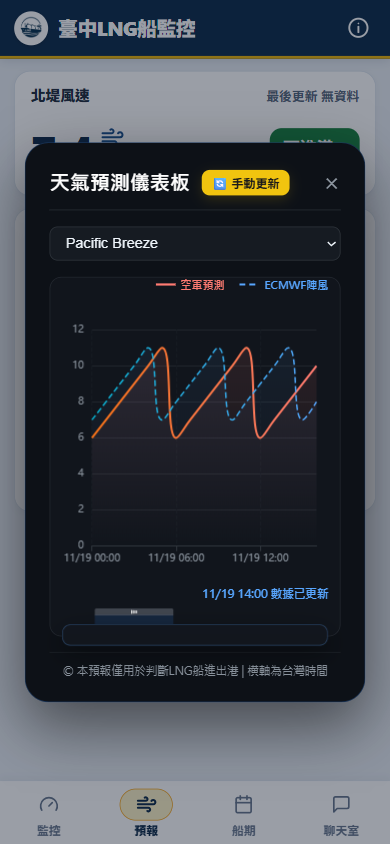 臺中LNG船監控
北堤風速
最後更新 無資料
天氣預測儀表板
手動更新
Pacific Breeze
空軍預測
ECMWF陣風
12
10
8
6
4
2
0
11/19 00:00
11/19 06:00
11/19 12:00
11/19 14:00 數據已更新
© 本預報僅用於判斷LNG船進出港 | 橫軸為台灣時間
監控
預報
船期
聊天室